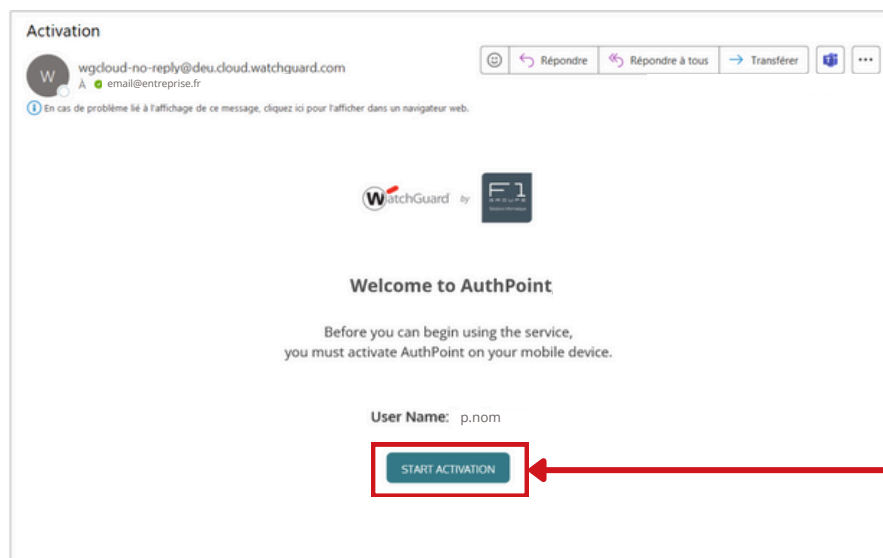 Activation
Répondre
Répondre à tous
Transférer
W
wgcloud-no-reply@deu.cloud.watchguard.com
À email@entreprise.fr
En cas de problème lié à l'affichage de ce message, cliquez ici pour l'afficher dans un navigateur web.
WatchGuard by F1
GROUPE
Welcome to AuthPoint
Before you can begin using the service,
you must activate AuthPoint on your mobile device.
User Name: p.nom
START ACTIVATION